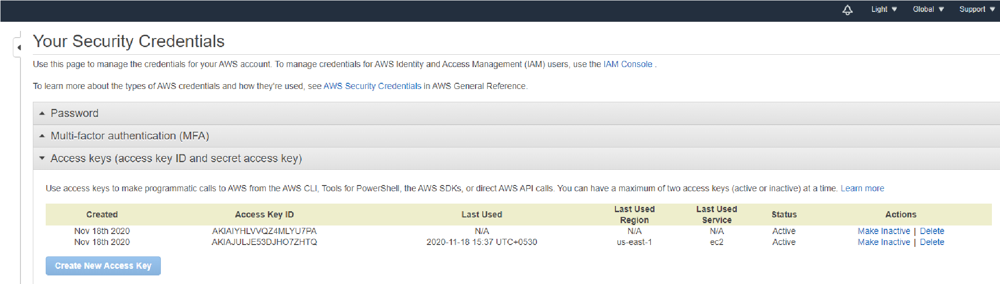 Light Global Support
Your Security Credentials
Use this page to manage the credentials for your AWS account. To manage credentials for AWS Identity and Access Management (IAM) users, use the IAM Console .
To learn more about the types of AWS credentials and how they're used, see AWS Security Credentials in AWS General Reference.
Password
Multi-factor authentication (MFA)
Access keys (access key ID and secret access key)
Use access keys to make programmatic calls to AWS from the AWS CLI, Tools for PowerShell, the AWS SDKs, or direct AWS API calls. You can have a maximum of two access keys (active or inactive) at a time. Learn more
Created Access Key ID Last Used Last Used Region Last Used Service Status Actions
Nov 18th 2020 AKIAIYHLVVQZ4MLYU7PA N/A N/A N/A Active Make Inactive | Delete
Nov 18th 2020 AKIAJULJE53DJHO7ZHTQ 2020-11-18 15:37 UTC+0530 us-east-1 ec2 Active Make Inactive | Delete
Create New Access Key